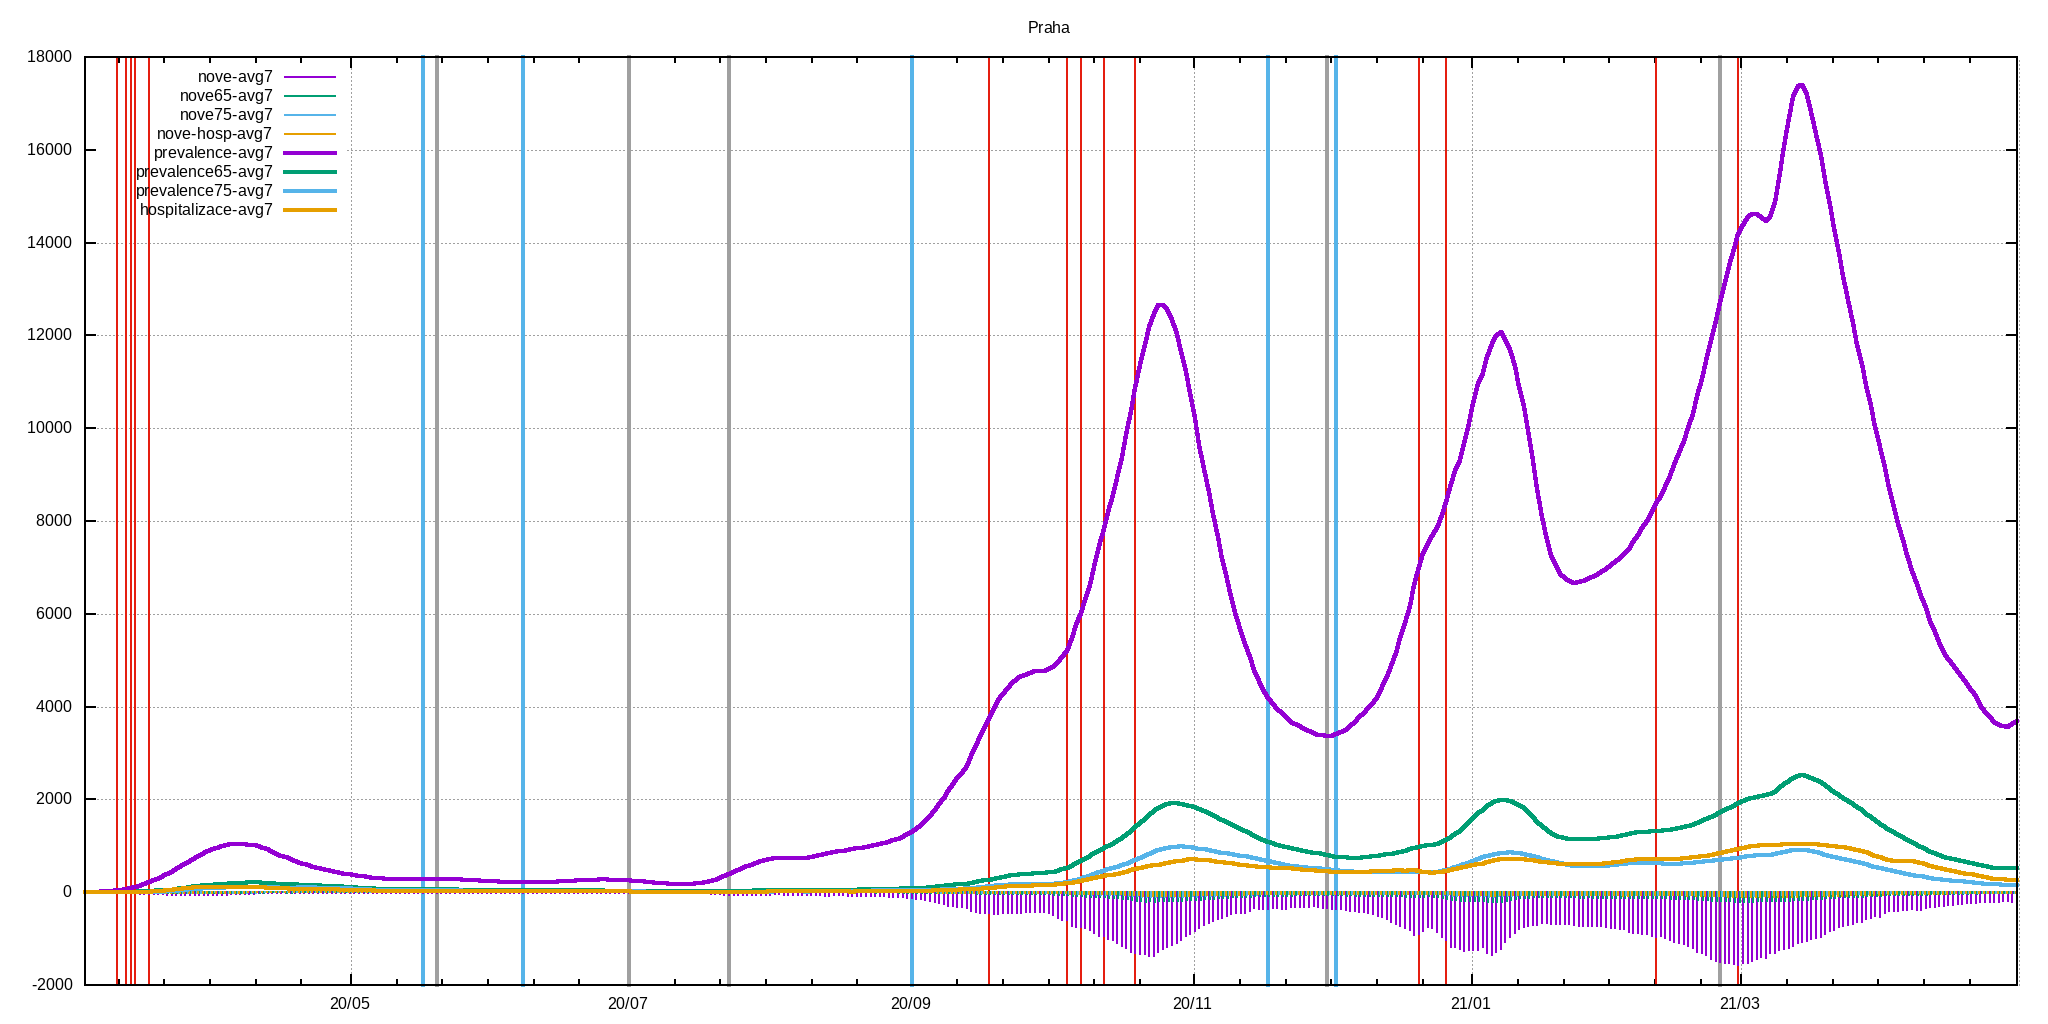 Praha
18000
16000
14000
12000
10000
8000
6000
4000
2000
0
-2000
nove-avg7
nove65-avg7
nove75-avg7
nove-hosp-avg7
prevalence-avg7
prevalence65-avg7
prevalence75-avg7
hospitalizace-avg7
20/05 20/07 20/09 20/11 21/01 21/03